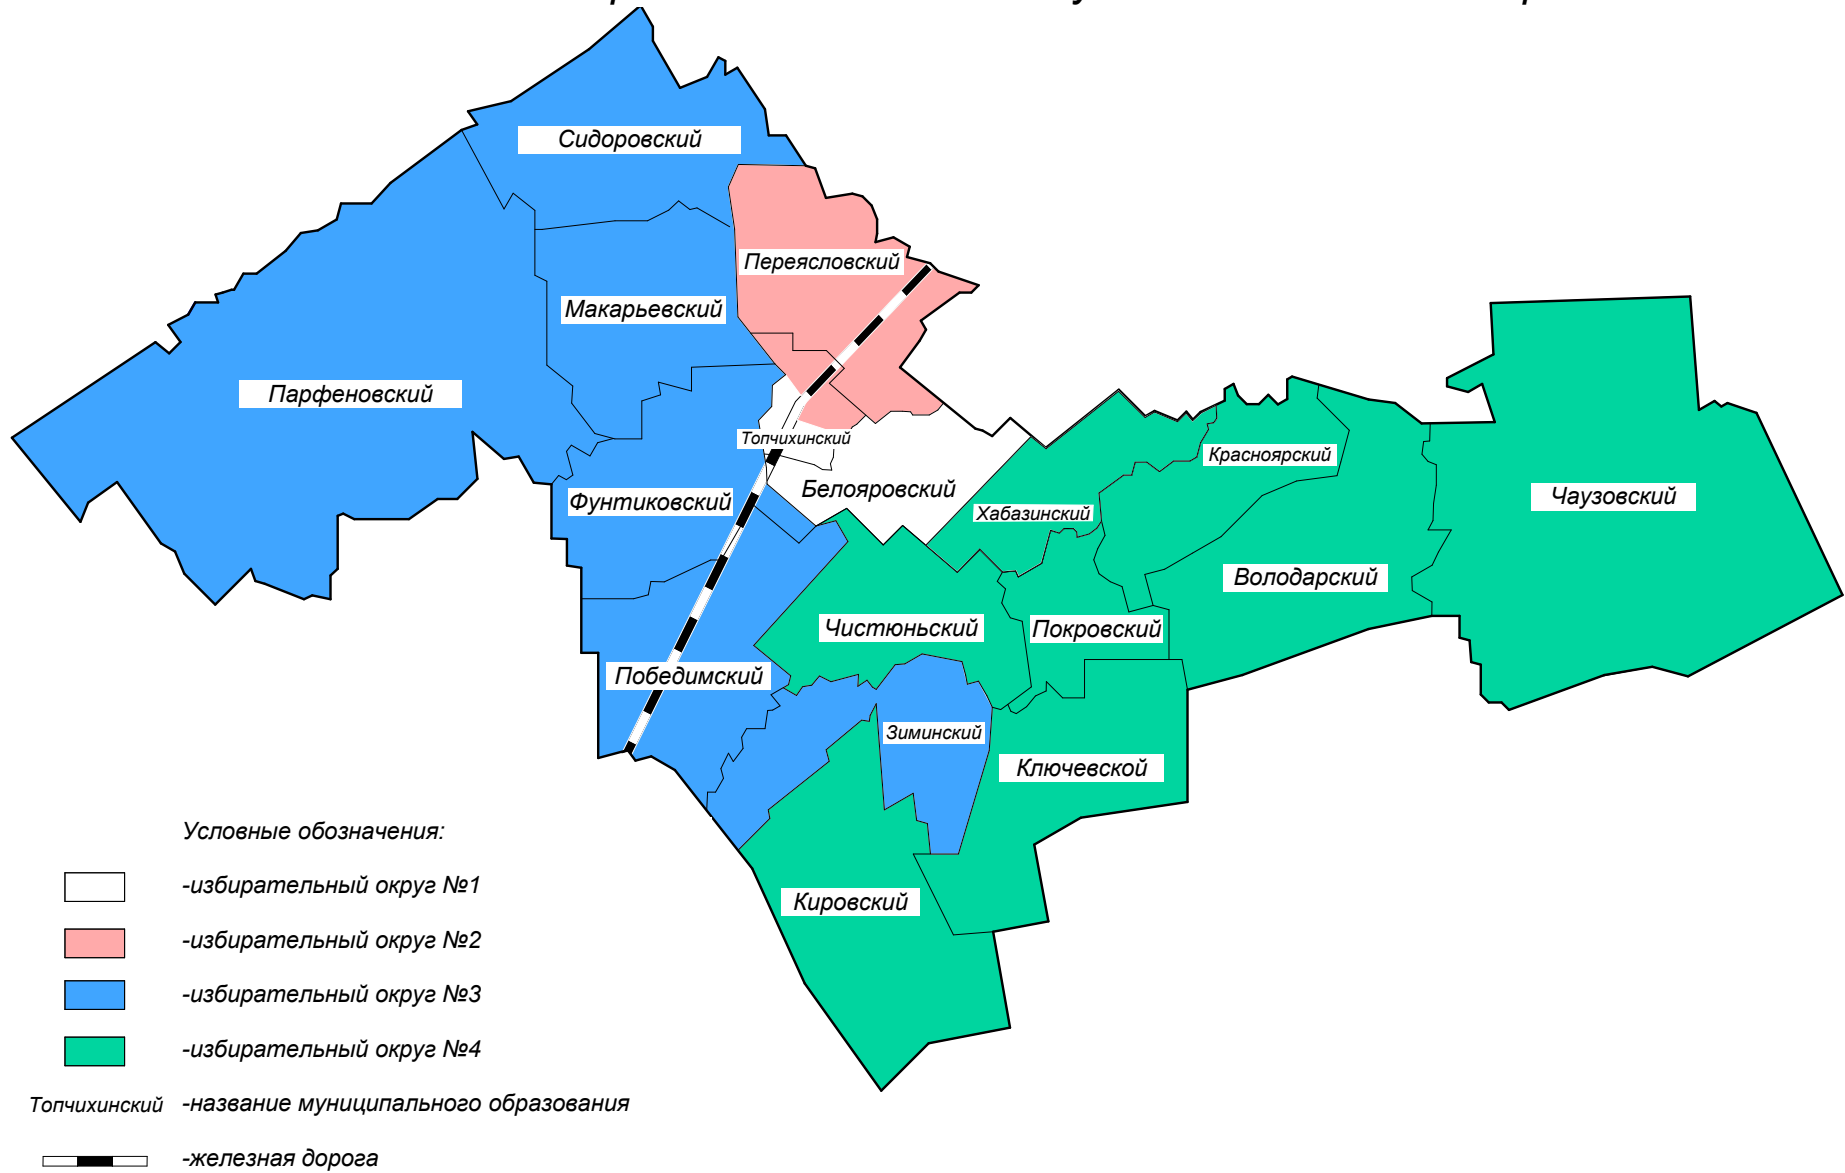 Сидоровский
Переясловский
Макарьевский
Парфеновский
Топчихинский
Красноярский
Белояровский
Чаузовский
Фунтиковский
Хабазинский
Володарский
Чистюньский
Покровский
Победимский
Зиминский
Ключевской
Кировский
Условные обозначения:
-избирательный округ №1
-избирательный округ №2
-избирательный округ №3
-избирательный округ №4
Топчихинский -название муниципального образования
-железная дорога